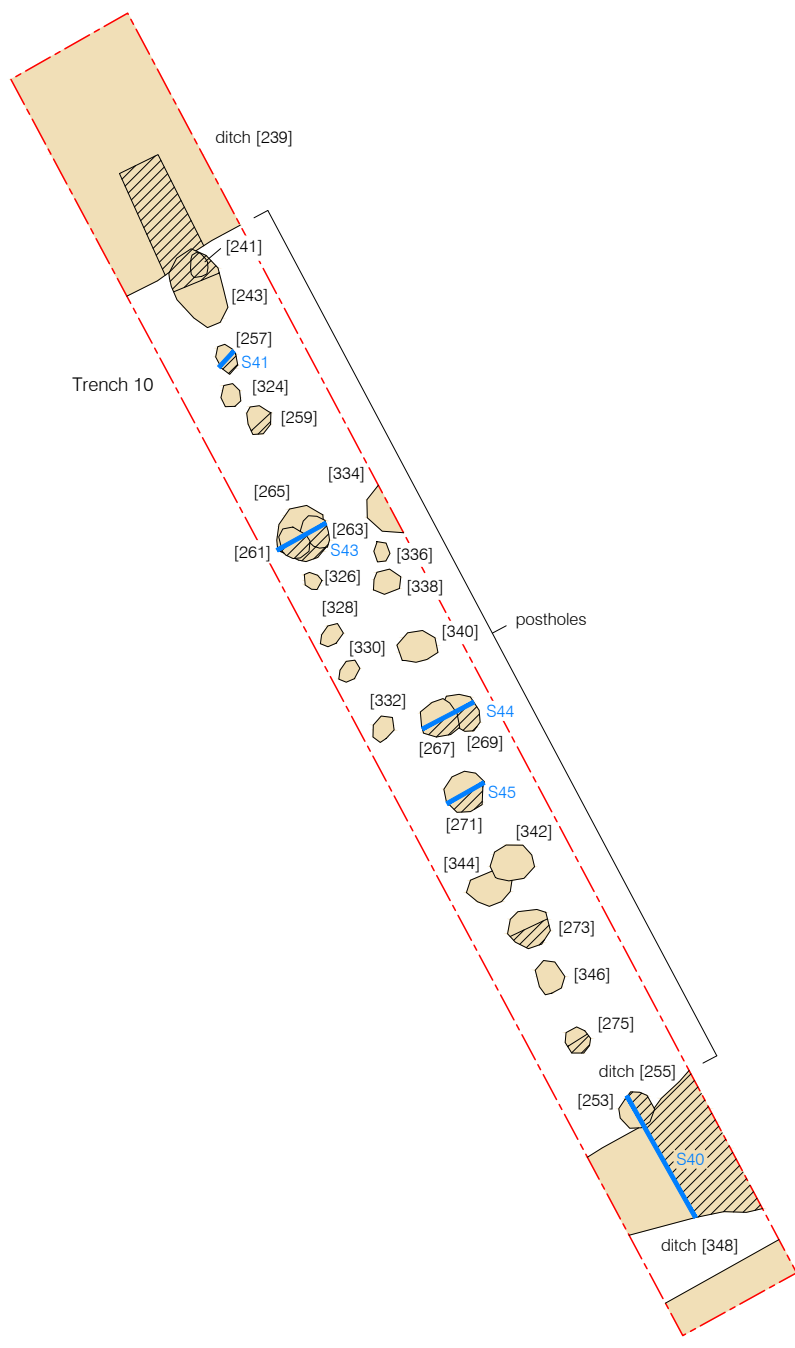 ditch [239]
[241]
[243]
[257]
S41
Trench 10
[324]
[259]
[334]
[265]
[263]
[261]
S43
[336]
[326]
[338]
[328]
[340]
postholes
[330]
[332]
S44
[267]
[269]
S45
[271]
[342]
[344]
[273]
[346]
[275]
ditch [255]
[253]
S40
ditch [348]